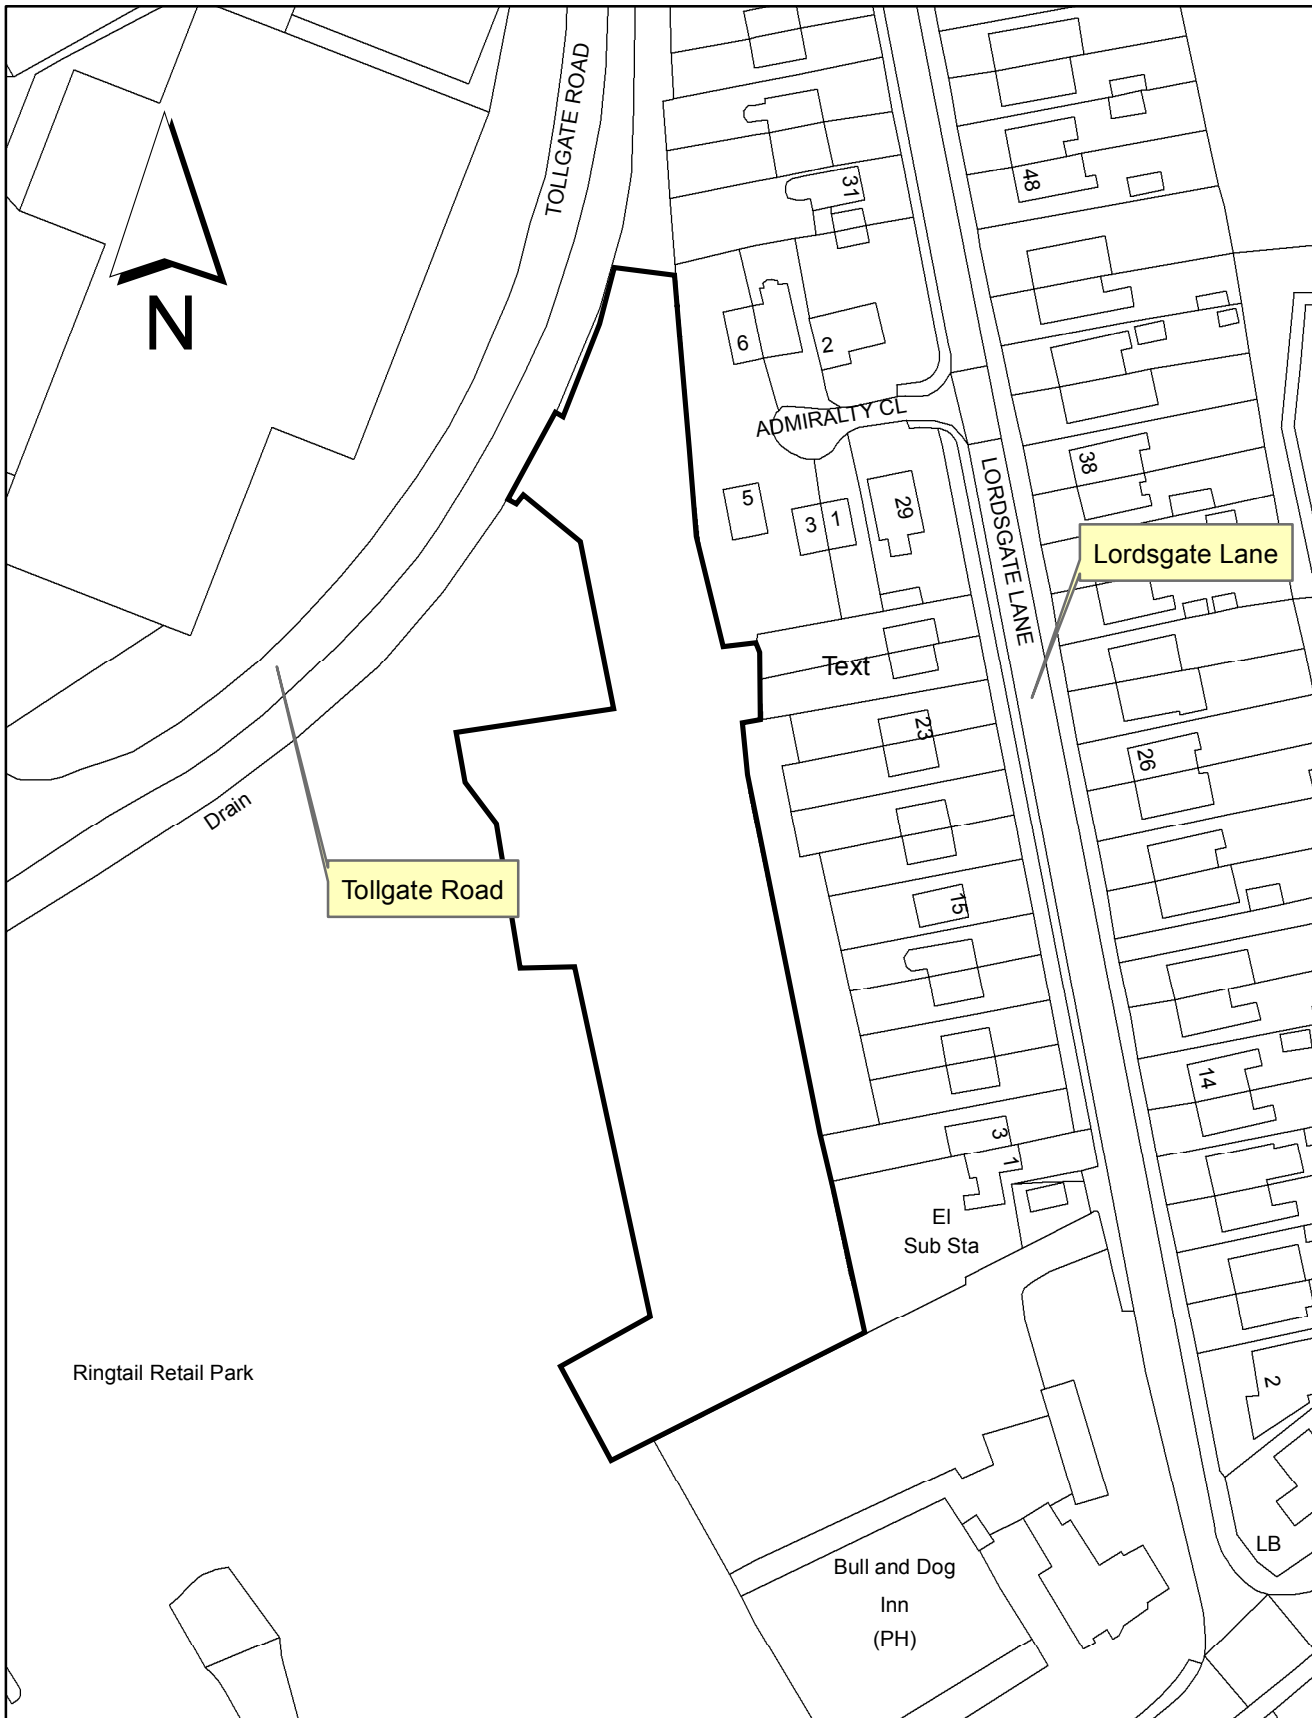 TOLLGATE ROAD
N
31
48
6
2
ADMIRALTY CL
38
5
3
1
29
LORDSGATE LANE
Lordsgate Lane
Text
23
26
Drain
Tollgate Road
15
14
3
1
El
Sub Sta
Ringtail Retail Park
2
LB
Bull and Dog
Inn
(PH)